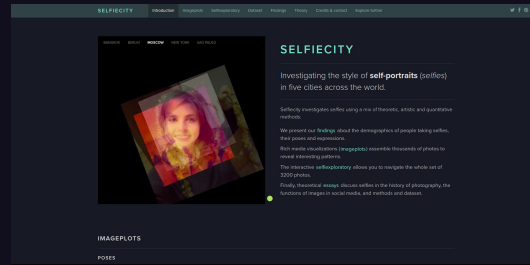 SELFIECITY
Introduction Imageplots Selfiexploratory Dataset Findings Theory Credits & contact Explore further
BANGKOK BERLIN MOSCOW NEW YORK SAO PAULO
SELFIECITY
Investigating the style of self-portraits (selfies)
in five cities across the world.
Selfiecity investigates selfies using a mix of theoretic, artistic and quantitative
methods:
We present our findings about the demographics of people taking selfies,
their poses and expressions.
Rich media visualizations (imageplots) assemble thousands of photos to
reveal interesting patterns.
The interactive selfiexploratory allows you to navigate the whole set of
3200 photos.
Finally, theoretical essays discuss selfies in the history of photography, the
functions of images in social media, and methods and dataset.
IMAGEPLOTS
POSES